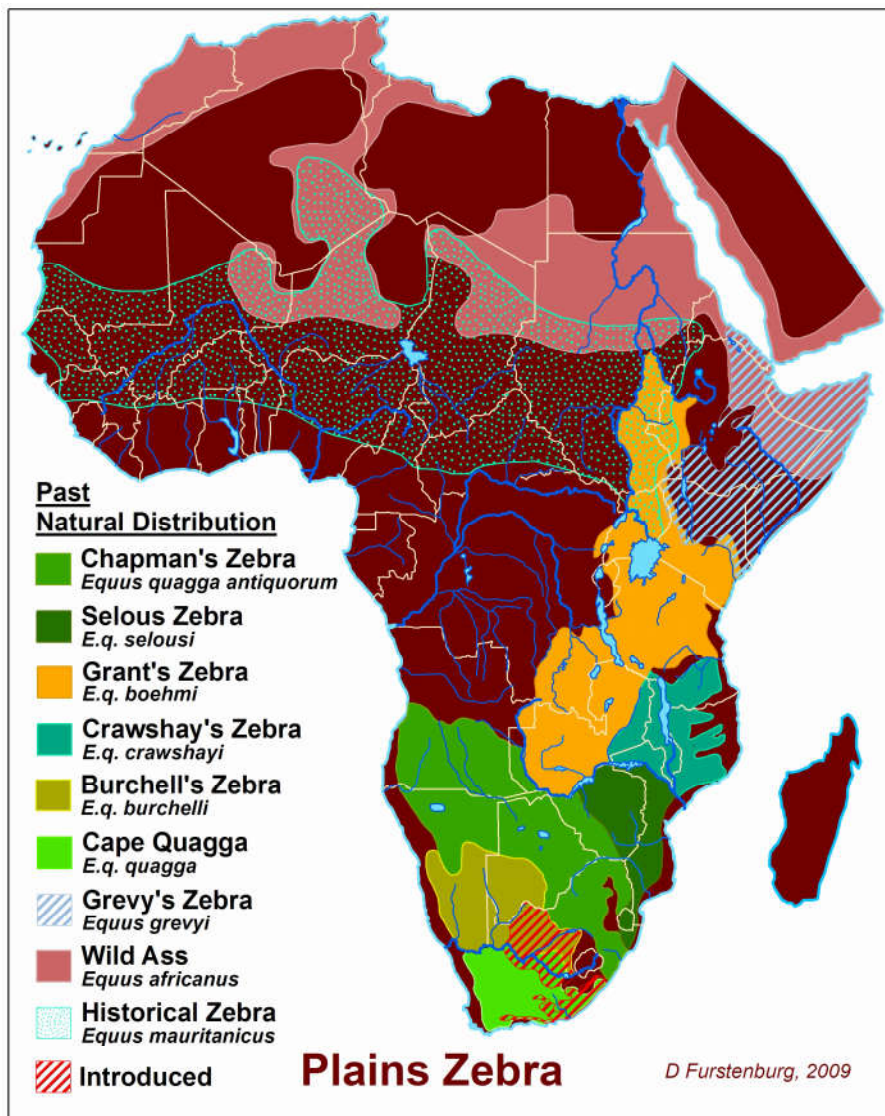 Past
Natural Distribution
Chapman's Zebra
Equus quagga antiquorum
Selous Zebra
E.q. selousi
Grant's Zebra
E.q. boehmi
Crawshay's Zebra
E.q. crawshayi
Burchell's Zebra
E.q. burchelli
Cape Quagga
E.q. quagga
Grevy's Zebra
Equus grevyi
Wild Ass
Equus africanus
Historical Zebra
Equus mauritanicus
Introduced
Plains Zebra
D Furstenburg, 2009